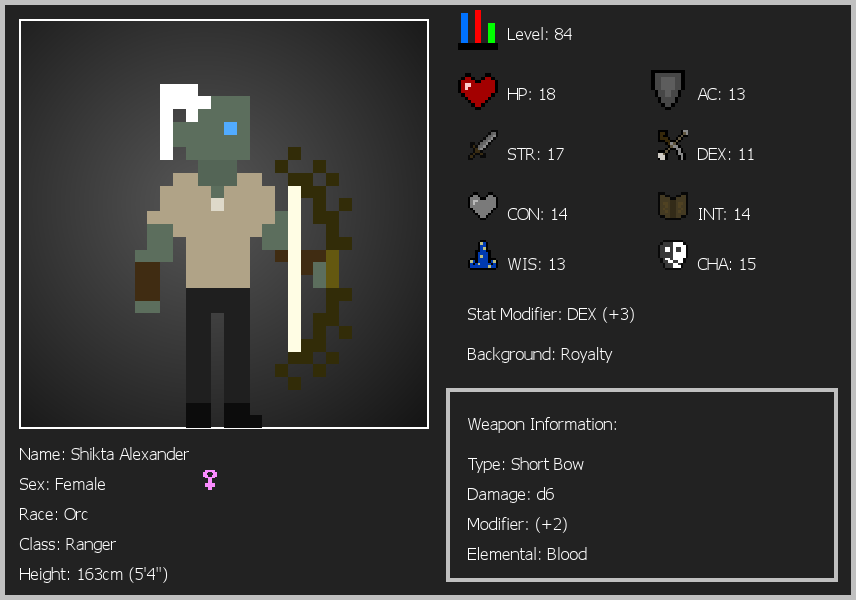 Level: 84
HP: 18
AC: 13
STR: 17
DEX: 11
CON: 14
INT: 14
WIS: 13
CHA: 15
Stat Modifier: DEX (+3)
Background: Royalty
Weapon Information:
Type: Short Bow
Damage: d6
Modifier: (+2)
Elemental: Blood
Name: Shikta Alexander
Sex: Female
Race: Orc
Class: Ranger
Height: 163cm (5'4")